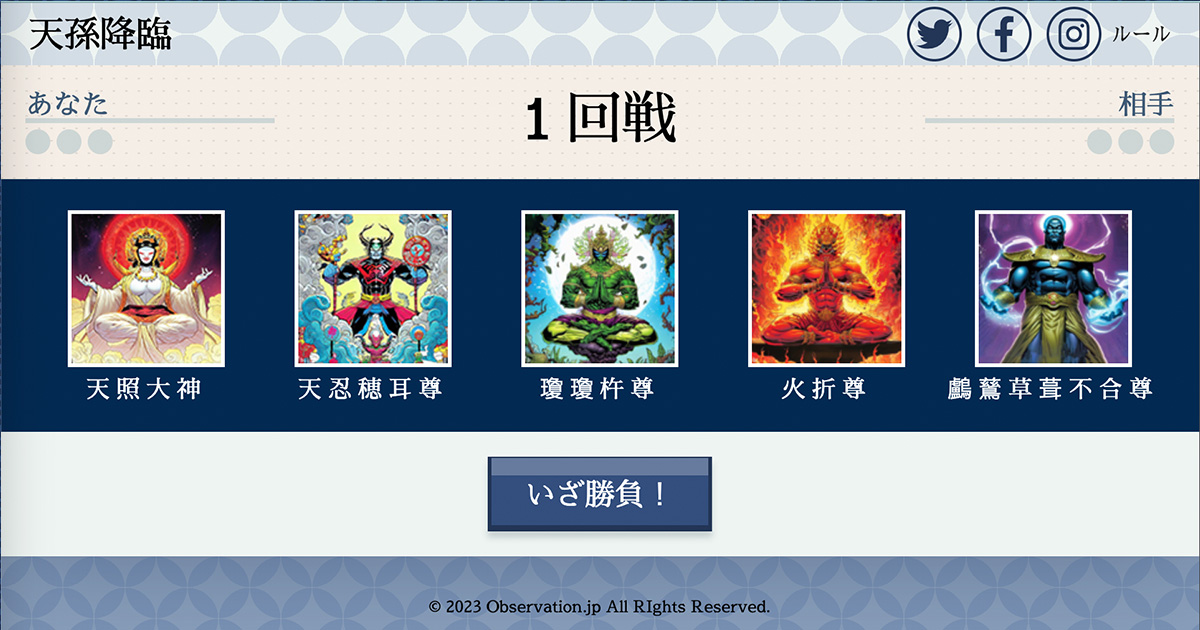 天孫降臨
ルール
あなた
1 回戦
相手
天照大神
天忍穂耳尊
瓊瓊杵尊
火折尊
鸕鶿草葺不合尊
いざ勝負！
© 2023 Observation.jp All RIghts Reserved.